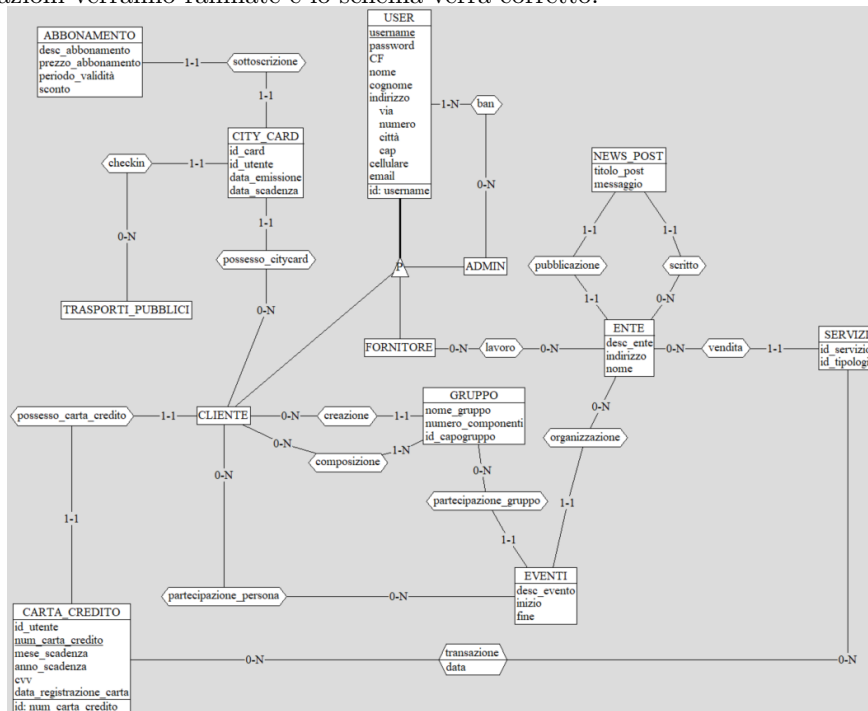 azioni verranno raffinate e lo schema verrà corretto.
USER
username
password
CF
nome
cognome
indirizzo
via
numero
città
cap
cellulare
email
id: username
ABBONAMENTO
desc_abbonamento
prezzo_abbonamento
periodo_validità
sconto
1-1
sottoscrizione
1-1
1-N
ban
0-N
CITY_CARD
id_card
id_utente
data_emissione
data_scadenza
checkin
1-1
0-N
TRASPORTI_PUBBLICI
1-1
possesso_citycard
0-N
P
ADMIN
NEWS_POST
titolo_post
messaggio
1-1
1-1
pubblicazione
scritto
1-1
0-N
FORNITORE
0-N
lavoro
0-N
ENTE
desc_ente
indirizzo
nome
0-N
vendita
1-1
SERVIZI
id_servizio
id_tipologi
possesso_carta_credito
1-1
CLIENTE
0-N
creazione
1-1
GRUPPO
nome_gruppo
numero_componenti
id_capogruppo
0-N
composizione
1-N
0-N
organizzazione
0-N
0-N
partecipazione_gruppo
1-1
1-1
1-1
EVENTI
desc_evento
inizio
fine
partecipazione_persona
0-N
CARTA_CREDITO
id_utente
num_carta_credito
mese_scadenza
anno_scadenza
cvv
data_registrazione_carta
id: num_carta_credito
0-N
transazione
data
0-N